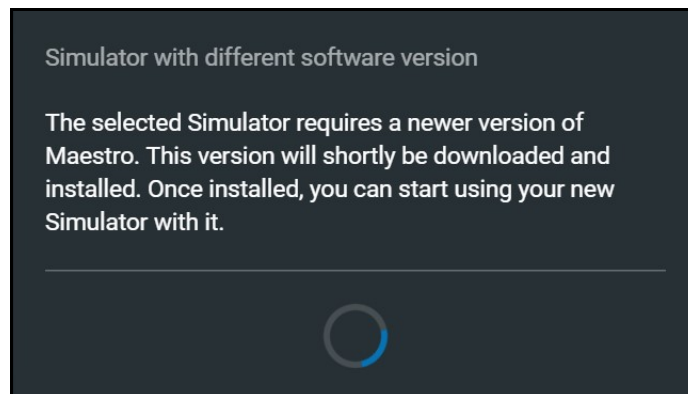 Simulator with different software version
The selected Simulator requires a newer version of
Maestro. This version will shortly be downloaded and
installed. Once installed, you can start using your new
Simulator with it.